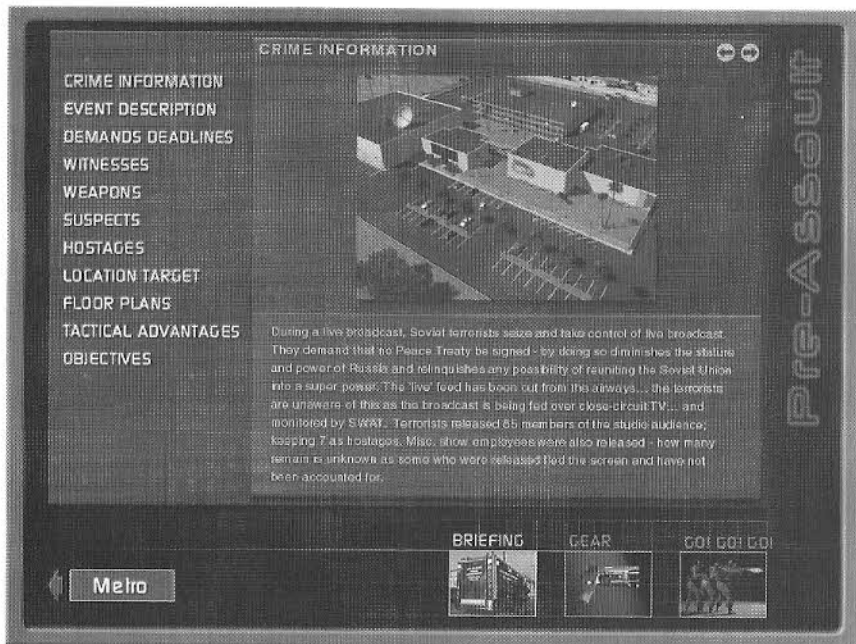 CRIME INFORMATION
CRIME INFORMATION
EVENT DESCRIPTION
DEMANDS DEADLINES
WITNESSES
WEAPONS
SUSPECTS
HOSTAGES
LOCATION TARGET
FLOOR PLANS
TACTICAL ADVANTAGES
OBJECTIVES
During a live broadcast, Soviet terrorists seize and take control of live broadcast.
They demand that no Peace Treaty be signed - by doing so diminishes the stature
and power of Russia and relinquishes any possibility of reuniting the Soviet Union
into a super power. The 'live' feed has been cut from the airways... the terrorists
are unaware of this as the broadcast is being fed over close-circuit TV... and
monitored by SWAT. Terrorists released 65 members of the studio audience;
keeping 7 as hostages. Misc. show employees were also released - how many
remain is unknown as some who were released fled the screen and have not
been accounted for.
Pre-Assault
BRIEFING
GEAR
GO! GO! GO!
Metro